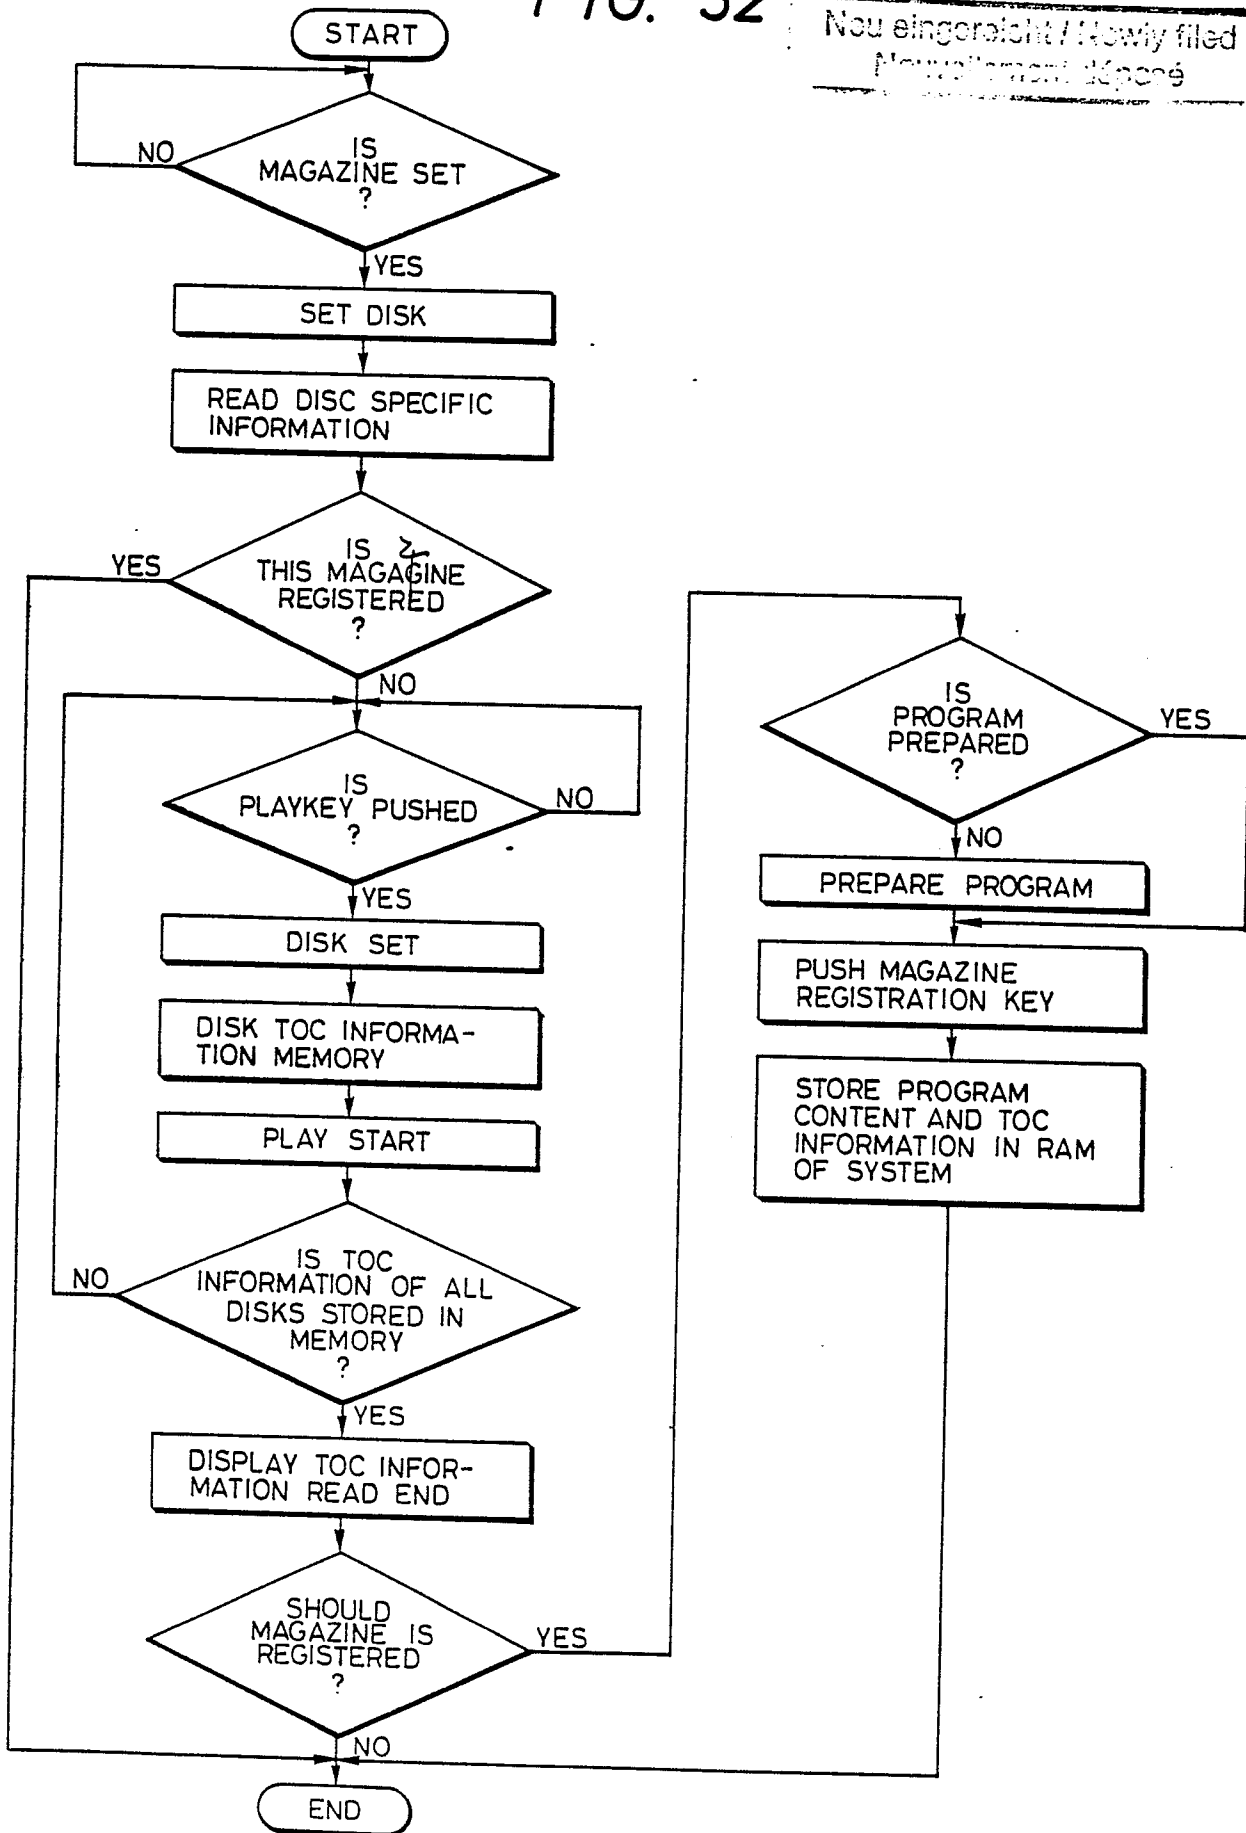 FIG. 32
Neu eingereicht / Newly filed
Nouvellement déposé
START
IS
MAGAZINE SET
?
NO
YES
SET DISK
READ DISC SPECIFIC
INFORMATION
IS z
THIS MAGAGINE
REGISTERED
?
YES
NO
IS
PLAYKEY PUSHED
?
NO
YES
DISK SET
DISK TOC INFORMA-
TION MEMORY
PLAY START
IS TOC
INFORMATION OF ALL
DISKS STORED IN
MEMORY
?
NO
YES
DISPLAY TOC INFOR-
MATION READ END
SHOULD
MAGAZINE IS
REGISTERED
?
YES
NO
END
IS
PROGRAM
PREPARED
?
YES
NO
PREPARE PROGRAM
PUSH MAGAZINE
REGISTRATION KEY
STORE PROGRAM
CONTENT AND TOC
INFORMATION IN RAM
OF SYSTEM